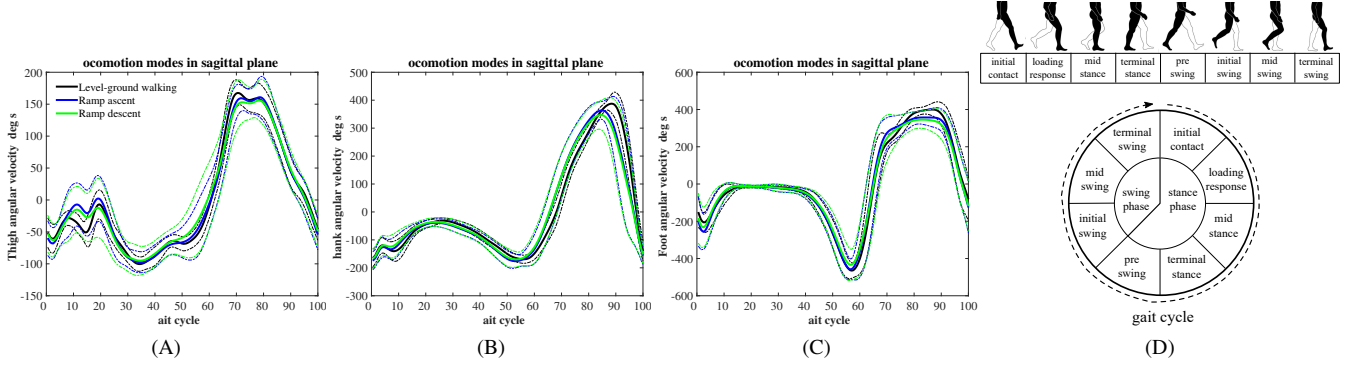 ocomotion modes in sagittal plane
Thigh angular velocity deg s
200
150
100
50
0
-50
-100
-150
Level-ground walking
Ramp ascent
Ramp descent
0 10 20 30 40 50 60 70 80 90 100
ait cycle
(A)
ocomotion modes in sagittal plane
hank angular velocity deg s
500
400
300
200
100
0
-100
-200
-300
0 10 20 30 40 50 60 70 80 90 100
ait cycle
(B)
ocomotion modes in sagittal plane
Foot angular velocity deg s
600
400
200
0
-200
-400
-600
0 10 20 30 40 50 60 70 80 90 100
ait cycle
(C)
initial contact
loading response
mid stance
terminal stance
pre swing
initial swing
mid swing
terminal swing
terminal swing
initial contact
mid swing
loading response
swing phase
stance phase
initial swing
mid stance
pre swing
terminal stance
gait cycle
(D)